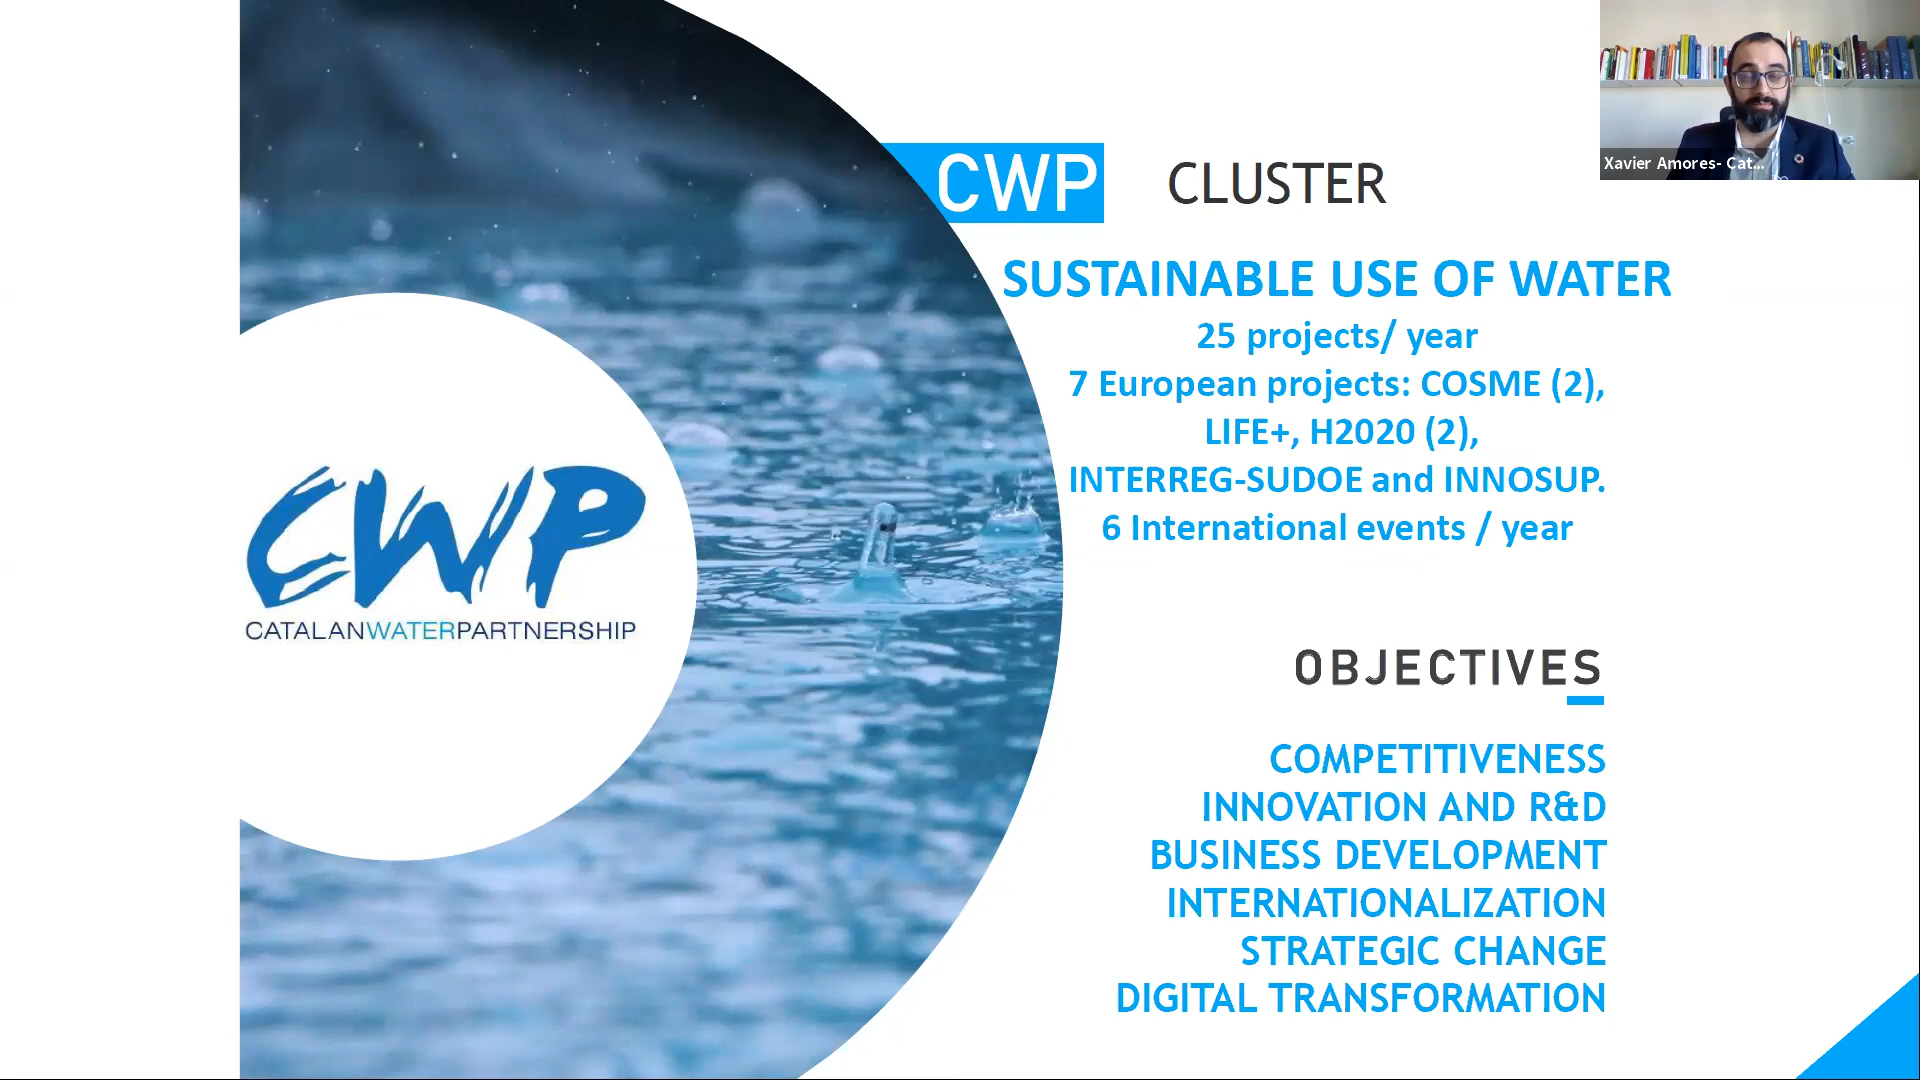 Xavier Amores- Cat...
CWP CLUSTER
SUSTAINABLE USE OF WATER
25 projects/ year
7 European projects: COSME (2),
LIFE+, H2020 (2),
INTERREG-SUDOE and INNOSUP.
6 International events / year
CWP
CATALANWATERPARTNERSHIP
OBJECTIVES
COMPETITIVENESS
INNOVATION AND R&D
BUSINESS DEVELOPMENT
INTERNATIONALIZATION
STRATEGIC CHANGE
DIGITAL TRANSFORMATION